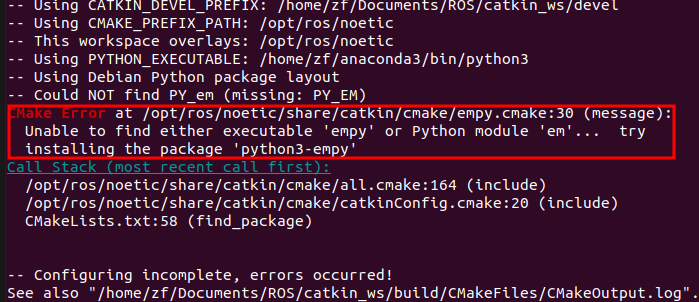 -- Using CATKIN_DEVEL_PREFIX: /home/zf/Documents/ROS/catkin_ws/devel
-- Using CMAKE_PREFIX_PATH: /opt/ros/noetic
-- This workspace overlays: /opt/ros/noetic
-- Using PYTHON_EXECUTABLE: /home/zf/anaconda3/bin/python3
-- Using Debian Python package layout
-- Could NOT find PY_em (missing: PY_EM)
CMake Error at /opt/ros/noetic/share/catkin/cmake/empy.cmake:30 (message):
Unable to find either executable 'empy' or Python module 'em'... try
installing the package 'python3-empy'
Call Stack (most recent call first):
/opt/ros/noetic/share/catkin/cmake/all.cmake:164 (include)
/opt/ros/noetic/share/catkin/cmake/catkinConfig.cmake:20 (include)
CMakeLists.txt:58 (find_package)
-- Configuring incomplete, errors occurred!
See also "/home/zf/Documents/ROS/catkin_ws/build/CMakeFiles/CMakeOutput.log".